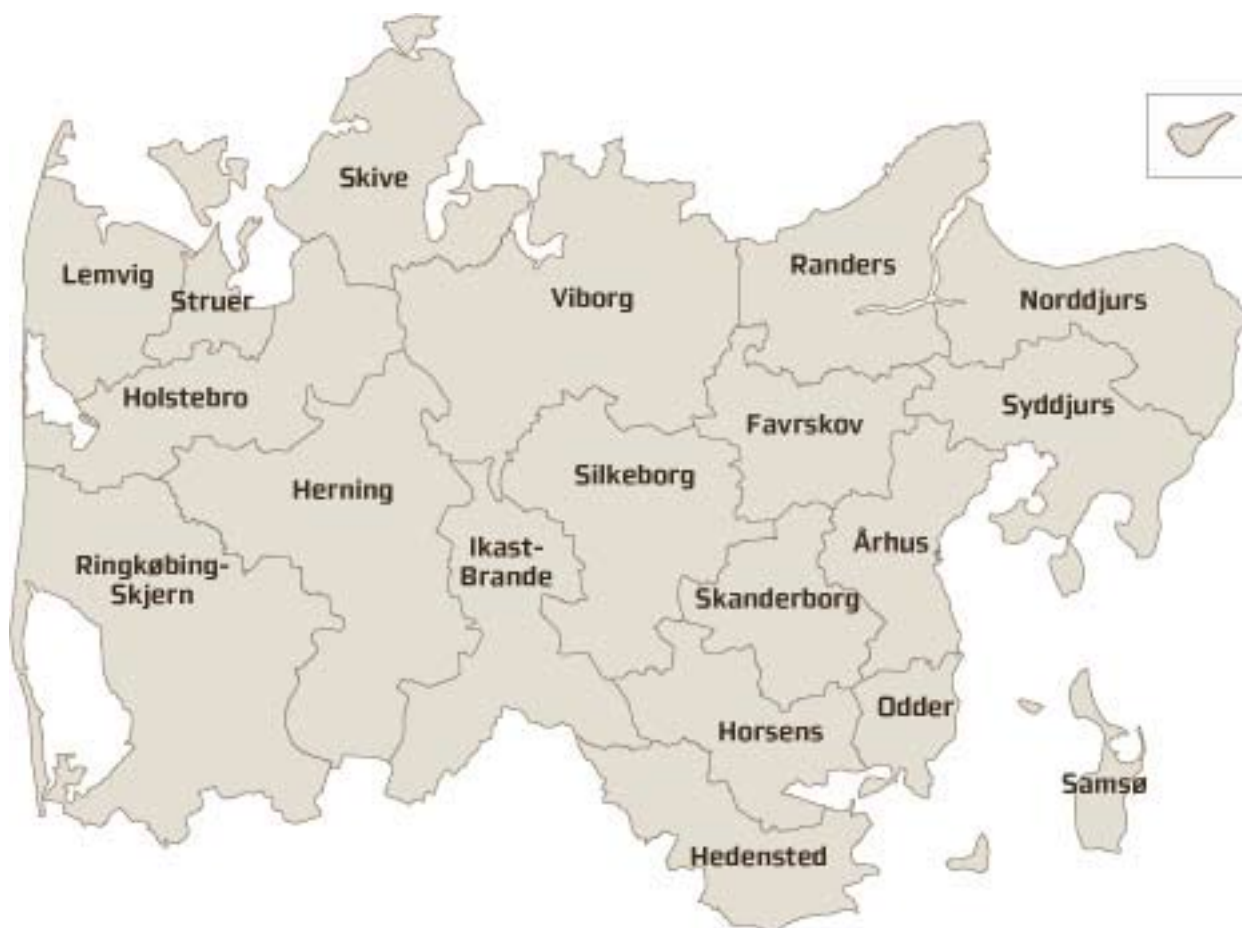 Skive
Lemvig
Struer
Viborg
Randers
Norddjurs
Holstebro
Favrskov
Syddjurs
Herning
Silkeborg
Ikast-
Brande
Århus
Ringkøbing-
Skjern
Skanderborg
Odder
Horsens
Samsø
Hedensted